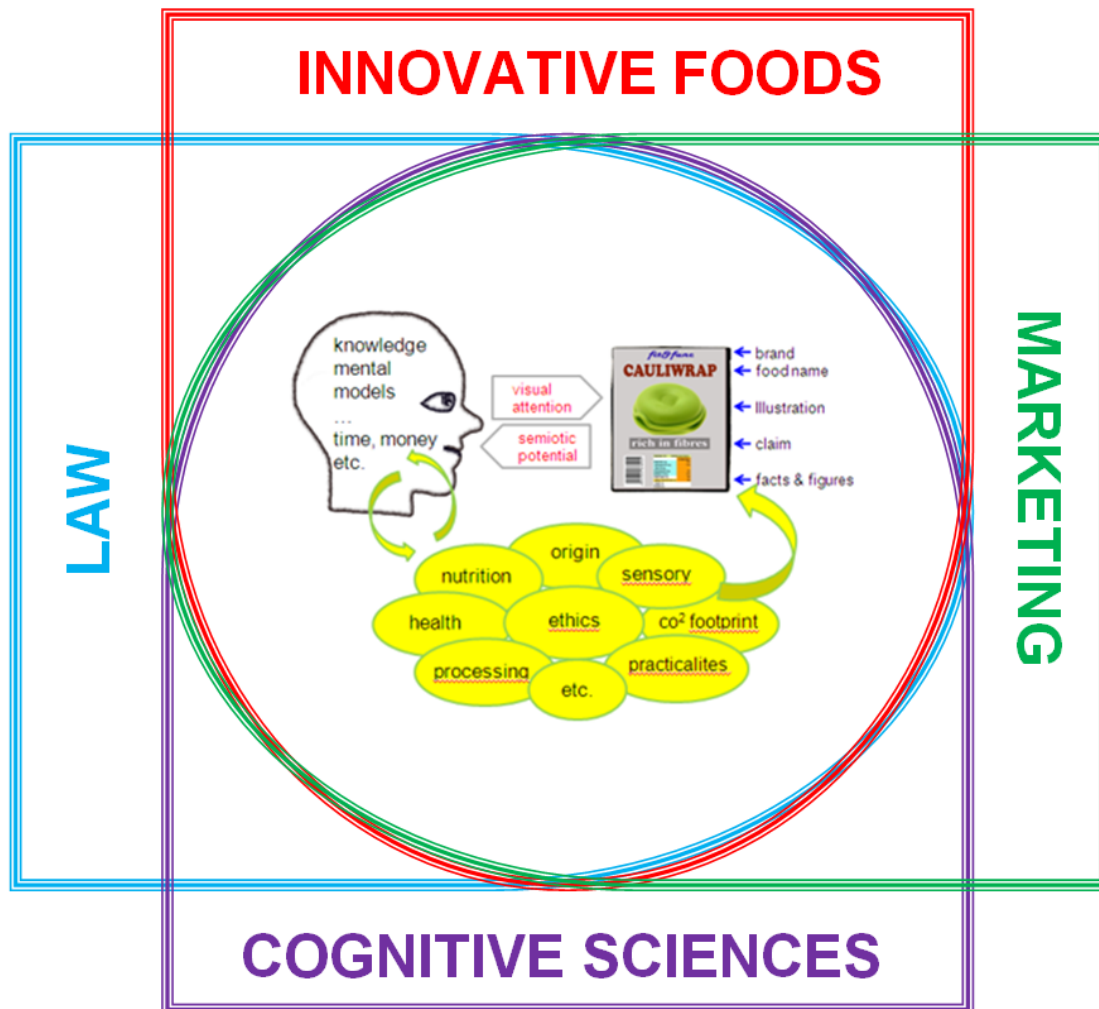 INNOVATIVE FOODS
LAW
MARKETING
knowledge
mental
models
...
time, money
etc.
visual
attention
semiotic
potential
CAULIWRAP
rich in fibres
brand
food name
Illustration
claim
facts & figures
origin
nutrition
sensory
health
ethics
co² footprint
processing
practicalites
etc.
COGNITIVE SCIENCES